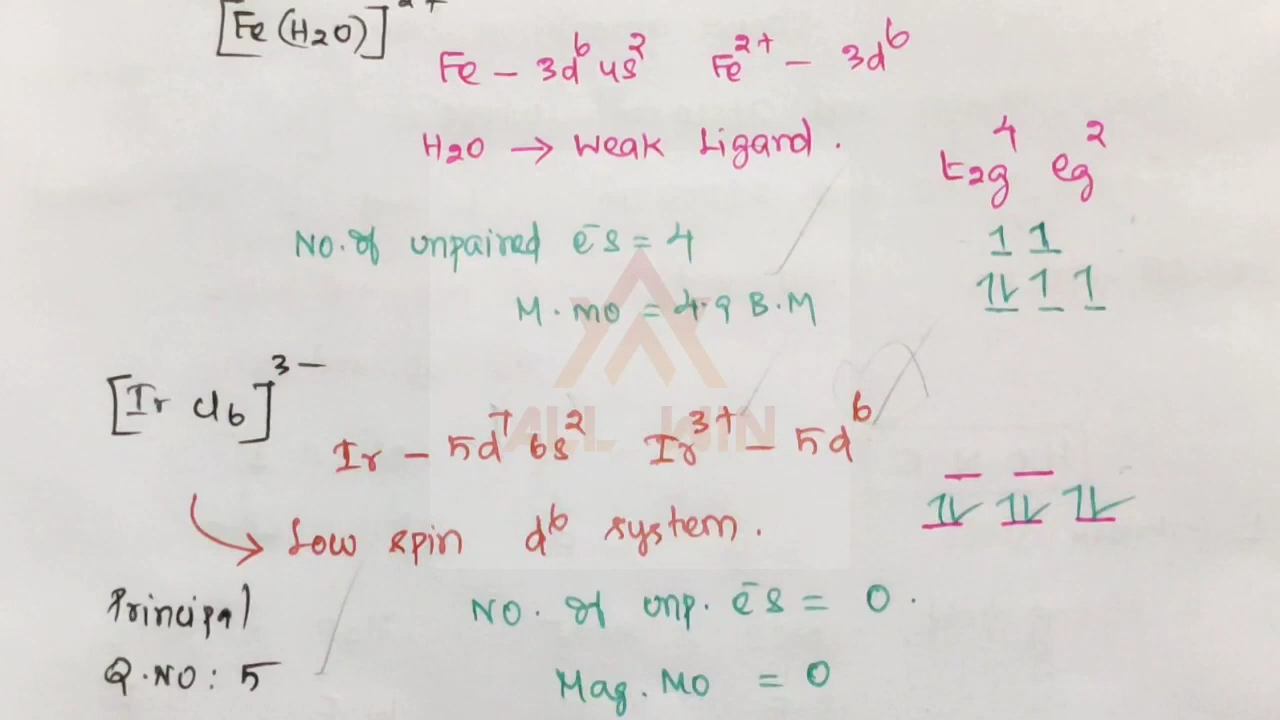 [Fe(H2O)]2+
Fe – 3d6 4s2 Fe2+ – 3d6
H2O → Weak Ligand.
t2g4 eg2
No. of unpaired e-s = 4
M. mo = 4.9 B.M
[IrCl6]3–
Ir – 5d7 6s2 Ir3+ – 5d6
Low spin d6 system.
Principal
Q.NO: 5
NO. of unp. e-s = 0.
Mag. Mo = 0
ALL WIN